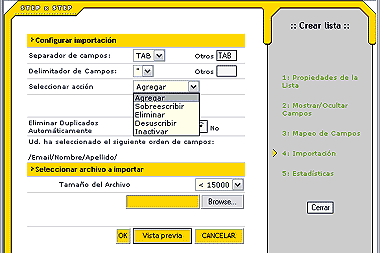 STEP x STEP
:: Crear lista ::
> Configurar importación
Separador de campos: TAB Otros TAB
Delimitador de Campos: " Otros
Seleccionar acción Agregar
Agregar
Sobreescribir
Eliminar
Desuscribir
Inactivar
Eliminar Duplicados
Automáticamente No
Ud. ha seleccionado el siguiente orden de campos:
/Email/Nombre/Apellido/
> Seleccionar archivo a importar
Tamaño del Archivo < 15000
Browse...
OK Vista previa CANCELAR
1: Propiedades de la
Lista
2: Mostrar/Ocultar
Campos
3: Mapeo de Campos
4: Importación
5: Estadísticas
Cerrar